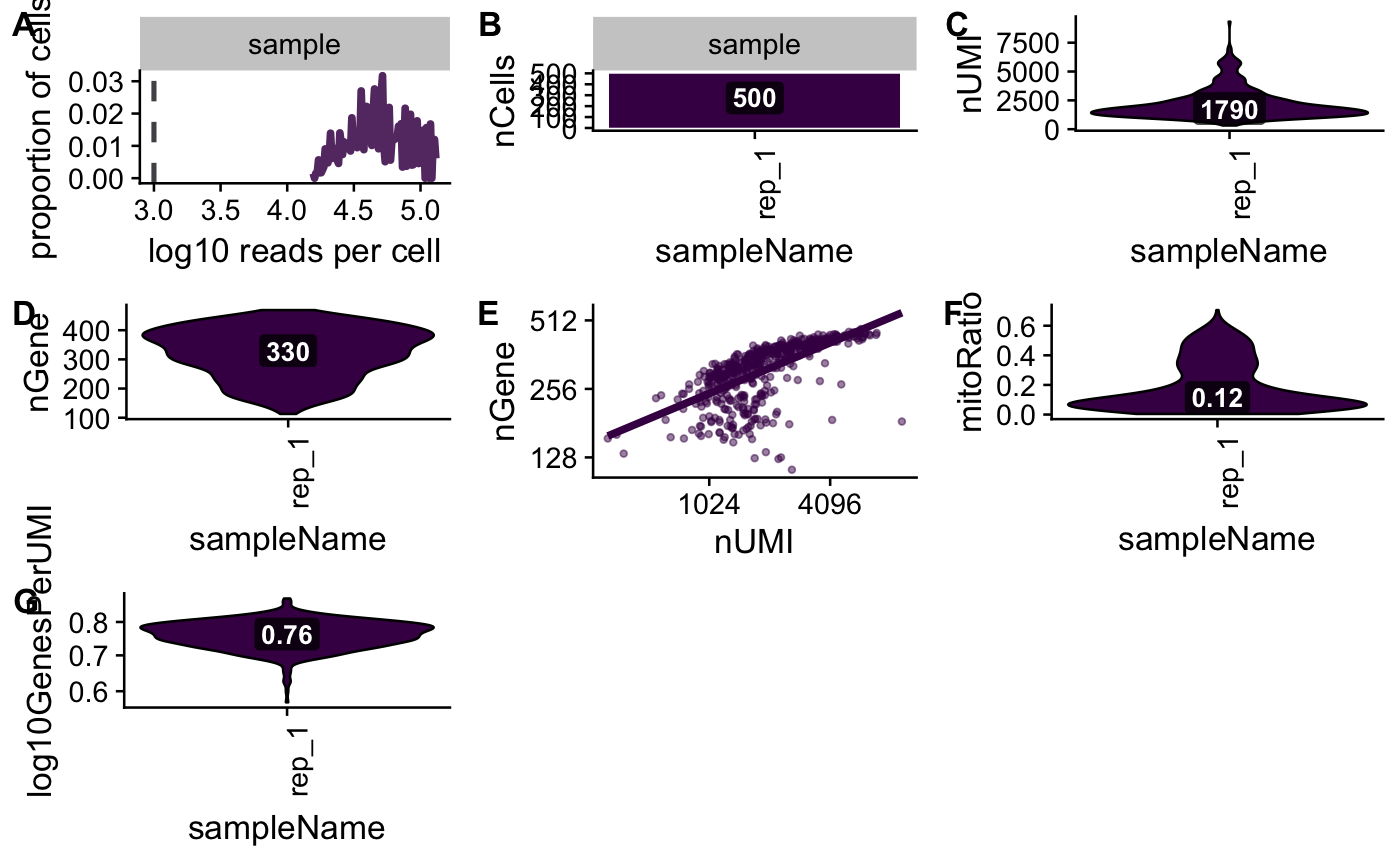 A
sample
proportion of cells
0.03
0.02
0.01
0.00
3.0 3.5 4.0 4.5 5.0
log10 reads per cell
B
sample
nCells
500
400
300
200
100
0
500
rep_1
sampleName
C
nUMI
7500
5000
2500
0
1790
rep_1
sampleName
D
nGene
400
300
200
100
330
rep_1
sampleName
E
nGene
512
256
128
1024 4096
nUMI
F
mitoRatio
0.6
0.4
0.2
0.0
0.12
rep_1
sampleName
G
log10GenesPerUMI
0.8
0.7
0.6
0.76
rep_1
sampleName